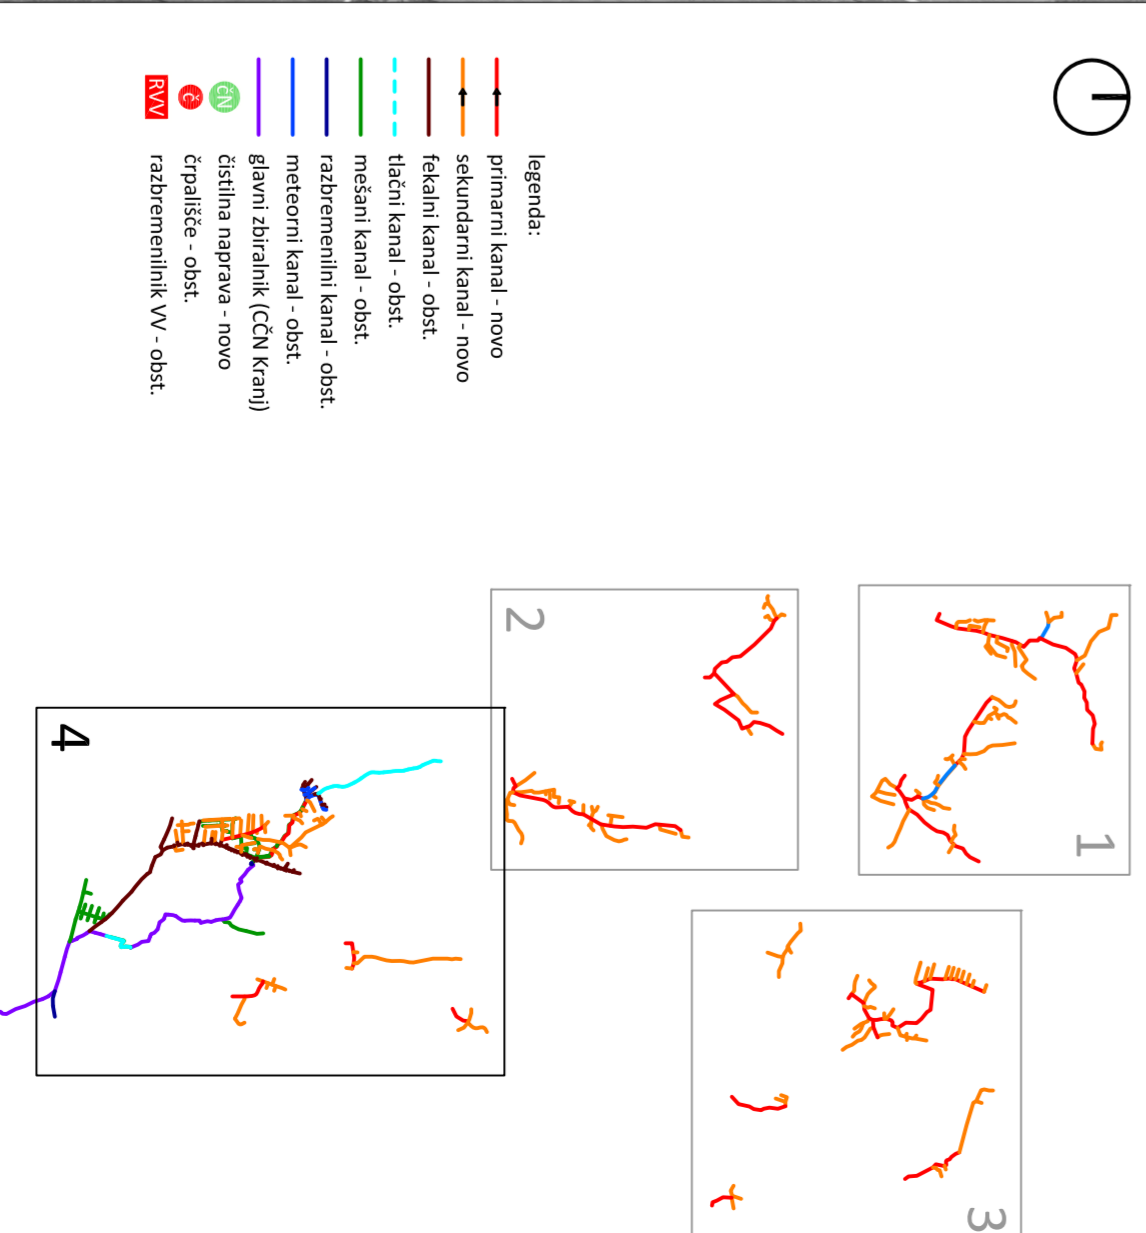 legenda:
primarni kanal - novo
sekundarni kanal - novo
fekalni kanal - obst.
tlačni kanal - obst.
mešani kanal - obst.
razbremenilni kanal - obst.
meteorni kanal - obst.
glavni zbiralnik (CČN Kranj)
ČN čistilna naprava - novo
Č črpališče - obst.
RVV razbremenilnik VV - obst.
1
2
3
4